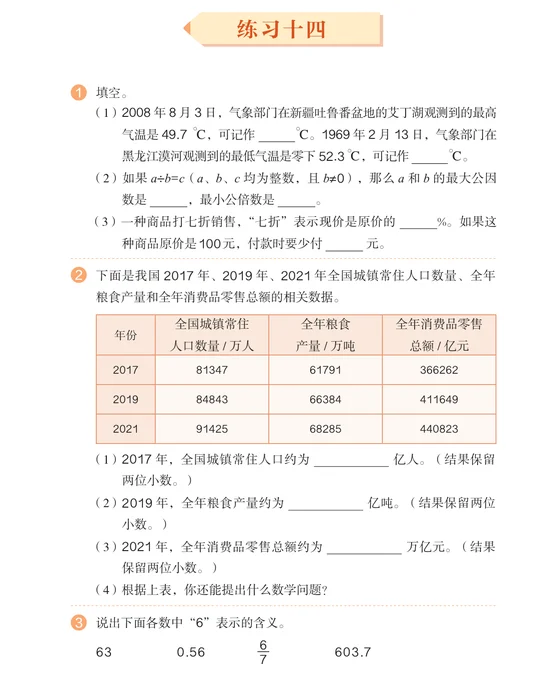 练习十四
1 填空。
（1）2008 年 8 月 3 日，气象部门在新疆吐鲁番盆地的艾丁湖观测到的最高
气温是 49.7 ℃，可记作 ______℃。1969 年 2 月 13 日，气象部门在
黑龙江漠河观测到的最低气温是零下 52.3 ℃，可记作 ______℃。
（2）如果 a÷b=c（a、b、c 均为整数，且 b≠0），那么 a 和 b 的最大公因
数是 ______，最小公倍数是 ______。
（3）一种商品打七折销售，“七折”表示现价是原价的 ______%。如果这
种商品原价是 100 元，付款时要少付 ______ 元。
2 下面是我国 2017 年、2019 年、2021 年全国城镇常住人口数量、全年
粮食产量和全年消费品零售总额的相关数据。
年份 全国城镇常住人口数量 / 万人 全年粮食产量 / 万吨 全年消费品零售总额 / 亿元
2017 81347 61791 366262
2019 84843 66384 411649
2021 91425 68285 440823
（1）2017 年，全国城镇常住人口约为 ____________ 亿人。（结果保留
两位小数。）
（2）2019 年，全年粮食产量约为 ____________ 亿吨。（结果保留两位
小数。）
（3）2021 年，全年消费品零售总额约为 ____________ 万亿元。（结果
保留两位小数。）
（4）根据上表，你还能提出什么数学问题？
3 说出下面各数中“6”表示的含义。
63 0.56 6/7 603.7